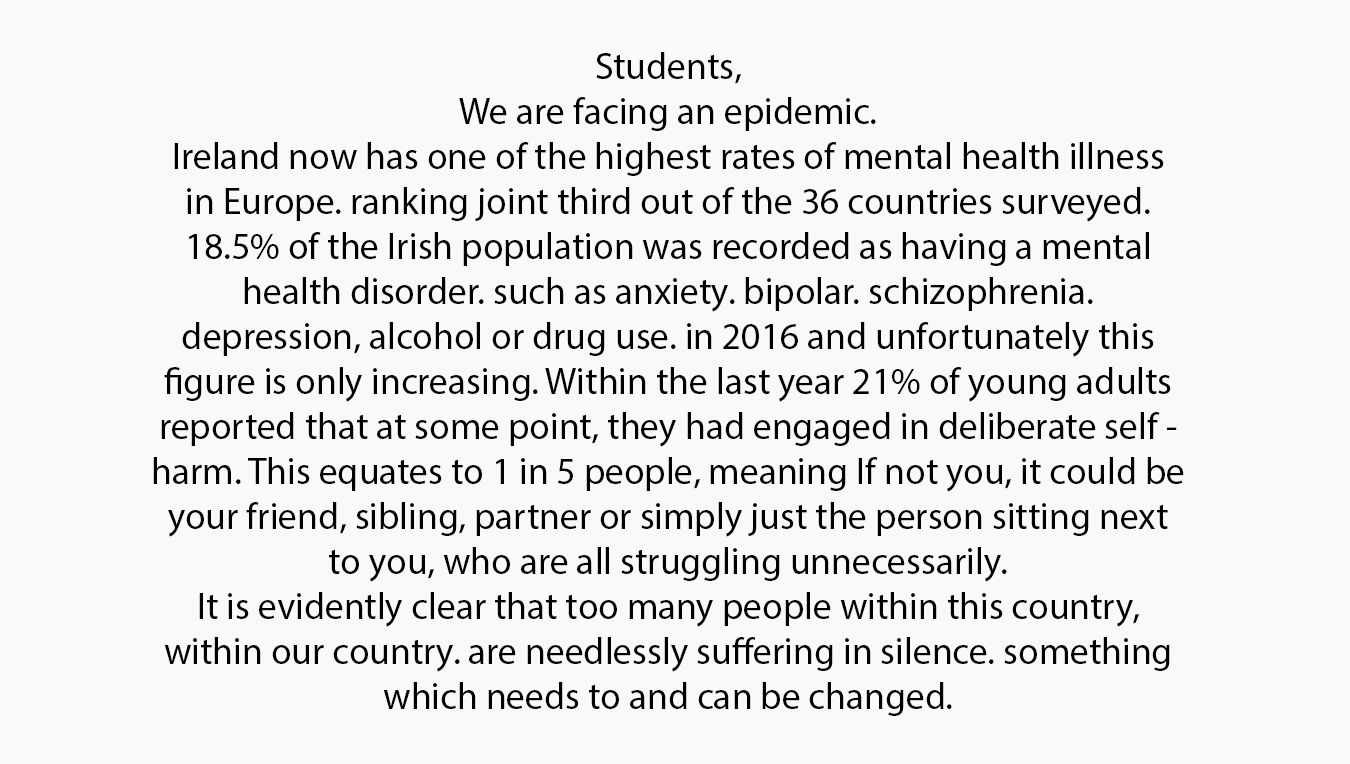 Students,
We are facing an epidemic.
Ireland now has one of the highest rates of mental health illness
in Europe. ranking joint third out of the 36 countries surveyed.
18.5% of the Irish population was recorded as having a mental
health disorder. such as anxiety. bipolar. schizophrenia.
depression, alcohol or drug use. in 2016 and unfortunately this
figure is only increasing. Within the last year 21% of young adults
reported that at some point, they had engaged in deliberate self -
harm. This equates to 1 in 5 people, meaning If not you, it could be
your friend, sibling, partner or simply just the person sitting next
to you, who are all struggling unnecessarily.
It is evidently clear that too many people within this country,
within our country. are needlessly suffering in silence. something
which needs to and can be changed.